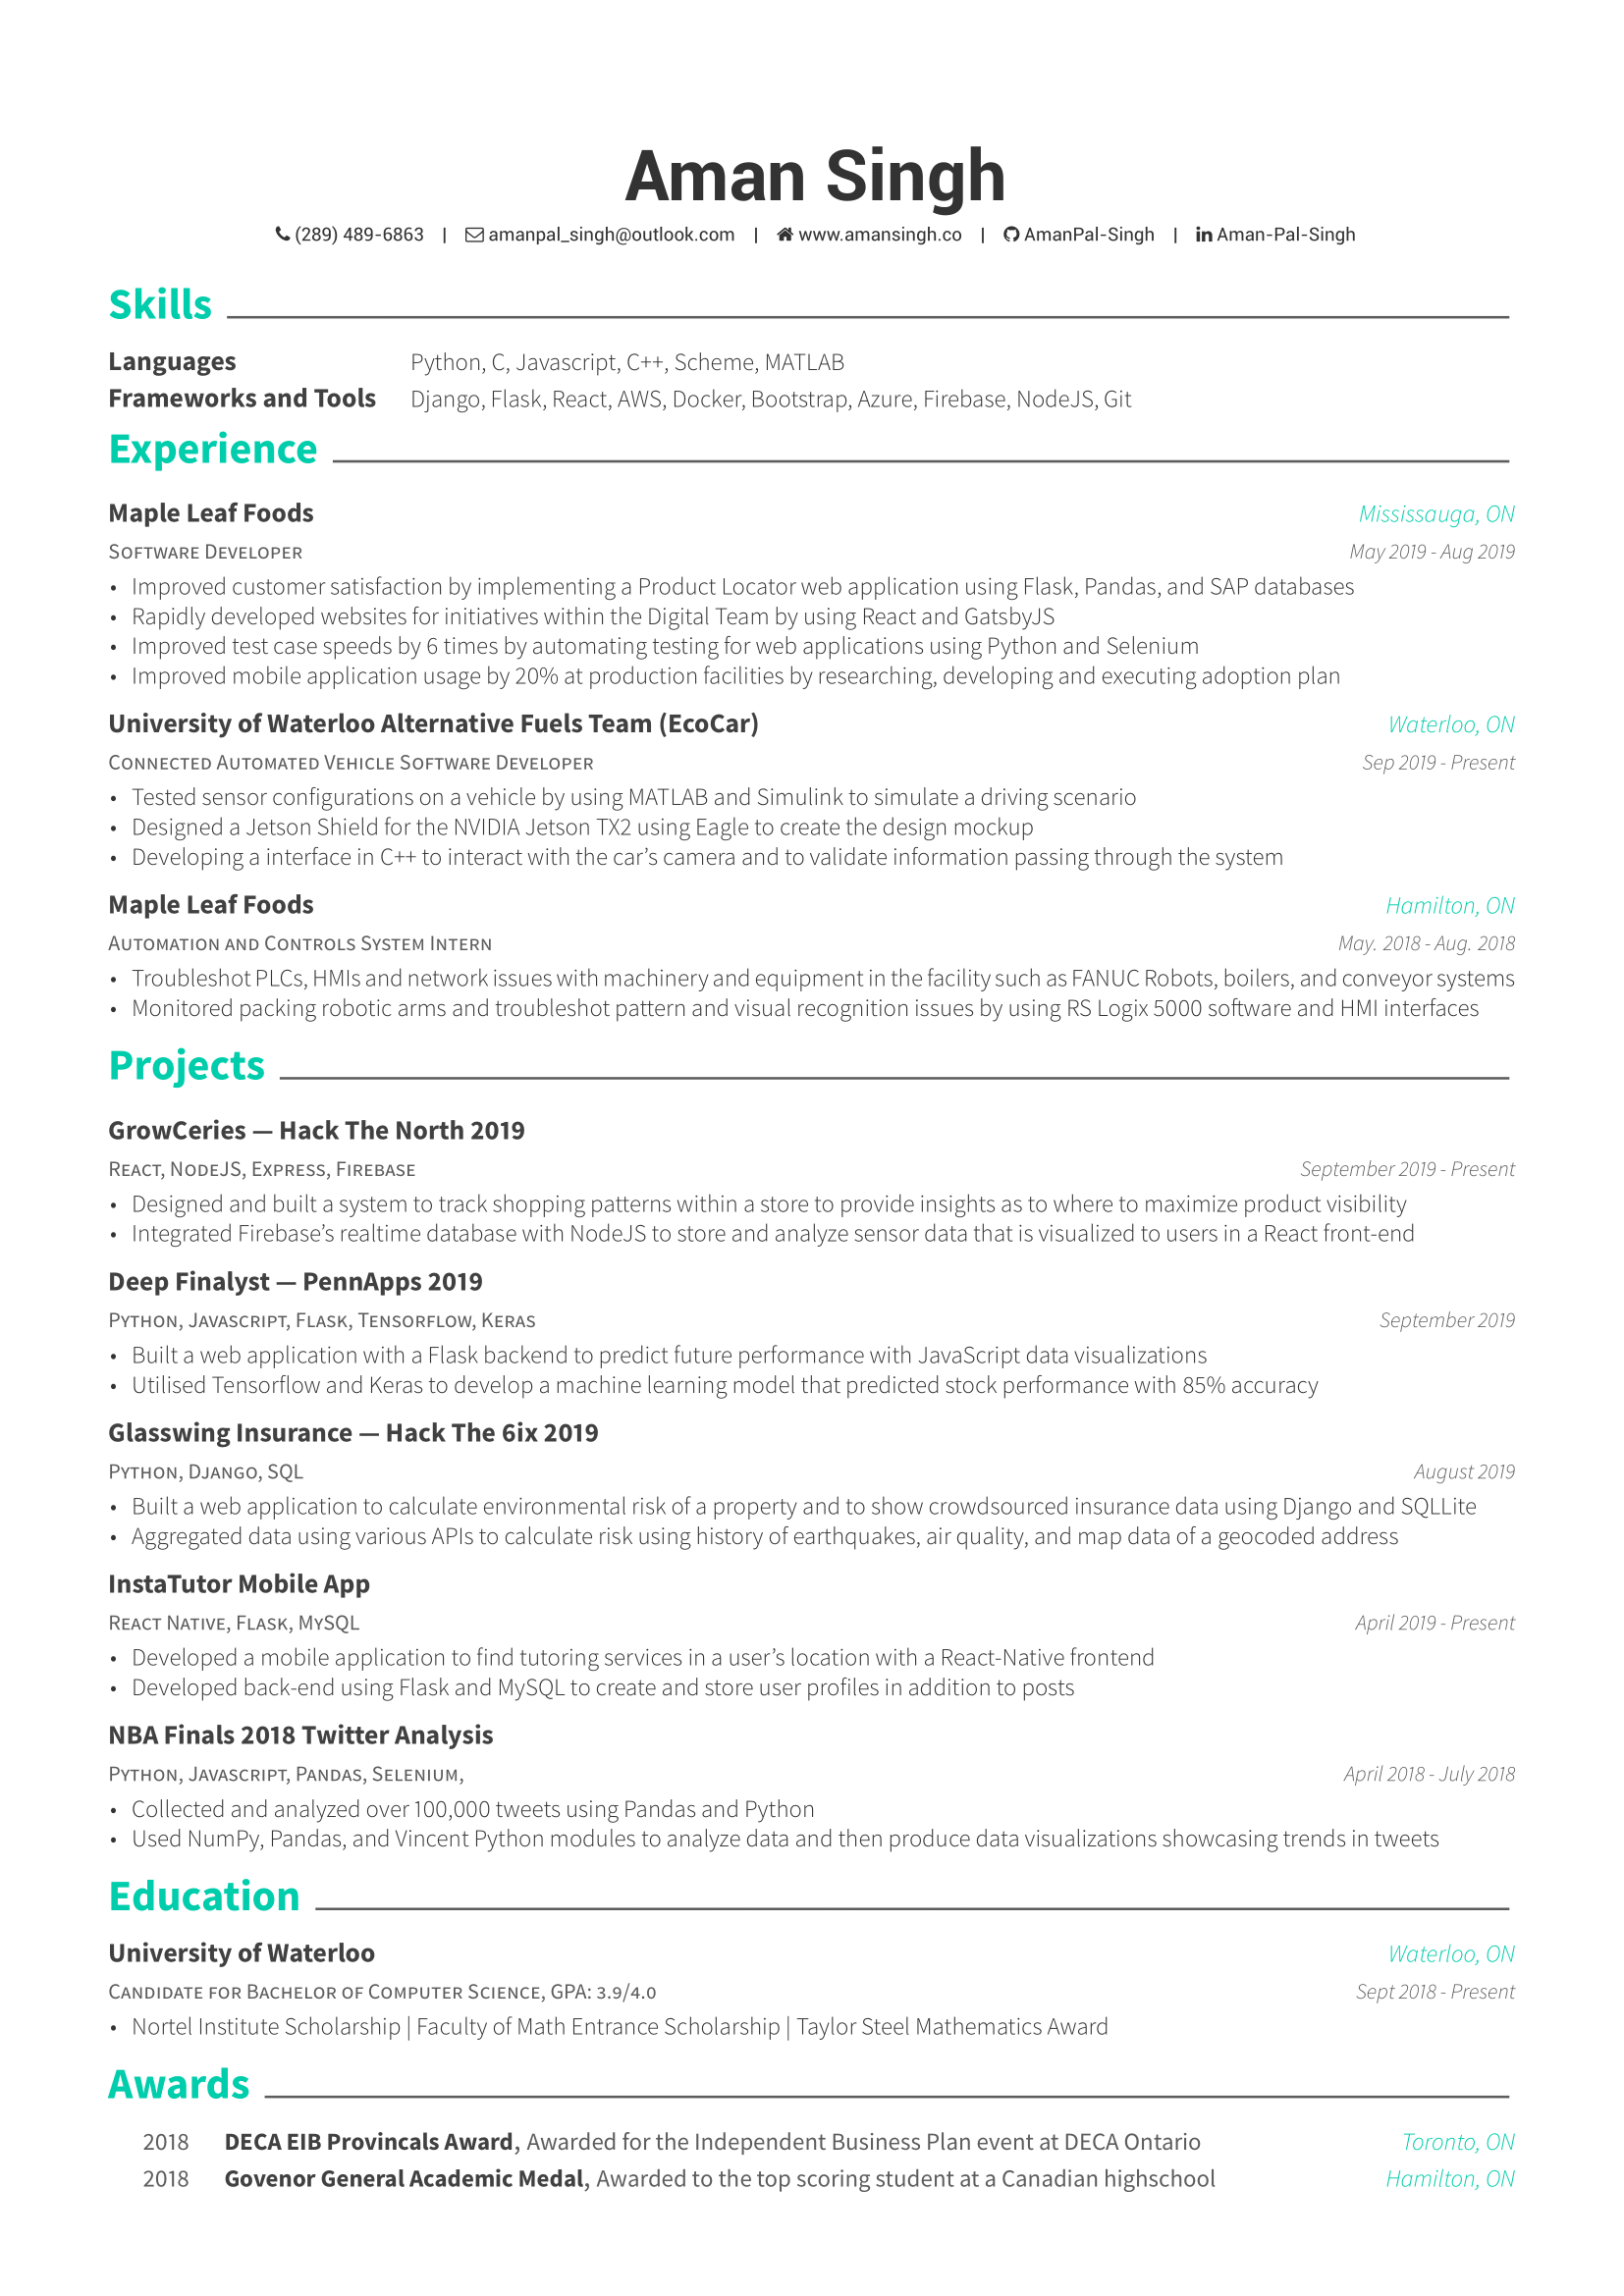 Aman Singh
(289) 489-6863 | amanpal_singh@outlook.com | www.amansingh.co | AmanPal-Singh | Aman-Pal-Singh
Skills
Languages Python, C, Javascript, C++, Scheme, MATLAB
Frameworks and Tools Django, Flask, React, AWS, Docker, Bootstrap, Azure, Firebase, NodeJS, Git
Experience
Maple Leaf Foods Mississauga, ON
Software Developer May 2019 - Aug 2019
• Improved customer satisfaction by implementing a Product Locator web application using Flask, Pandas, and SAP databases
• Rapidly developed websites for initiatives within the Digital Team by using React and GatsbyJS
• Improved test case speeds by 6 times by automating testing for web applications using Python and Selenium
• Improved mobile application usage by 20% at production facilities by researching, developing and executing adoption plan
University of Waterloo Alternative Fuels Team (EcoCar) Waterloo, ON
Connected Automated Vehicle Software Developer Sep 2019 - Present
• Tested sensor configurations on a vehicle by using MATLAB and Simulink to simulate a driving scenario
• Designed a Jetson Shield for the NVIDIA Jetson TX2 using Eagle to create the design mockup
• Developing a interface in C++ to interact with the car's camera and to validate information passing through the system
Maple Leaf Foods Hamilton, ON
Automation and Controls System Intern May. 2018 - Aug. 2018
• Troubleshot PLCs, HMIs and network issues with machinery and equipment in the facility such as FANUC Robots, boilers, and conveyor systems
• Monitored packing robotic arms and troubleshot pattern and visual recognition issues by using RS Logix 5000 software and HMI interfaces
Projects
GrowCeries — Hack The North 2019
React, NodeJS, Express, Firebase September 2019 - Present
• Designed and built a system to track shopping patterns within a store to provide insights as to where to maximize product visibility
• Integrated Firebase's realtime database with NodeJS to store and analyze sensor data that is visualized to users in a React front-end
Deep Finalyst — PennApps 2019
Python, Javascript, Flask, Tensorflow, Keras September 2019
• Built a web application with a Flask backend to predict future performance with JavaScript data visualizations
• Utilised Tensorflow and Keras to develop a machine learning model that predicted stock performance with 85% accuracy
Glasswing Insurance — Hack The 6ix 2019
Python, Django, SQL August 2019
• Built a web application to calculate environmental risk of a property and to show crowdsourced insurance data using Django and SQLLite
• Aggregated data using various APIs to calculate risk using history of earthquakes, air quality, and map data of a geocoded address
InstaTutor Mobile App
React Native, Flask, MySQL April 2019 - Present
• Developed a mobile application to find tutoring services in a user's location with a React-Native frontend
• Developed back-end using Flask and MySQL to create and store user profiles in addition to posts
NBA Finals 2018 Twitter Analysis
Python, Javascript, Pandas, Selenium, April 2018 - July 2018
• Collected and analyzed over 100,000 tweets using Pandas and Python
• Used NumPy, Pandas, and Vincent Python modules to analyze data and then produce data visualizations showcasing trends in tweets
Education
University of Waterloo Waterloo, ON
Candidate for Bachelor of Computer Science, GPA: 3.9/4.0 Sept 2018 - Present
• Nortel Institute Scholarship | Faculty of Math Entrance Scholarship | Taylor Steel Mathematics Award
Awards
2018 DECA EIB Provincals Award, Awarded for the Independent Business Plan event at DECA Ontario Toronto, ON
2018 Govenor General Academic Medal, Awarded to the top scoring student at a Canadian highschool Hamilton, ON